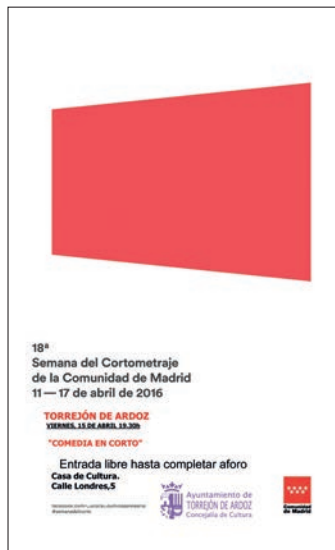 18ª
Semana del Cortometraje
de la Comunidad de Madrid
11 — 17 de abril de 2016
TORREJÓN DE ARDOZ
VIERNES, 15 DE ABRIL 19.30h
"COMEDIA EN CORTO"
Entrada libre hasta completar aforo
Casa de Cultura.
Calle Londres,5
Ayuntamiento de
TORREJÓN DE ARDOZ
Concejalía de Cultura
Comunidad
de Madrid